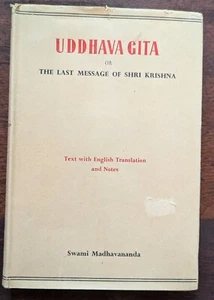 UDDHAVA GITA
OR
THE LAST MESSAGE OF SHRI KRISHNA
Text with English Translation
and Notes
Swami Madhavananda